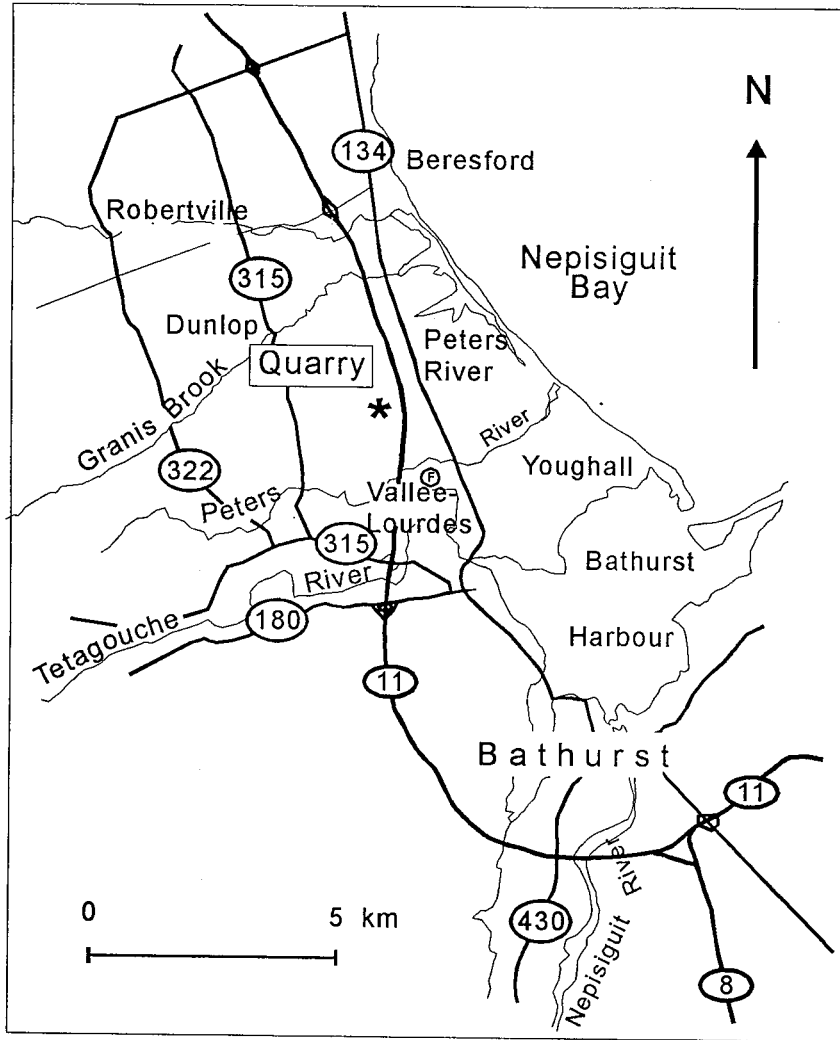 N
134
Beresford
Robertville
Nepisiguit
Bay
315
Dunlop
Peters
River
Quarry
*
Granis Brook
River
322
Youghall
F
Vallee-
Lourdes
Peters
315
Bathurst
River
180
Harbour
Tetagouche
11
Bathurst
11
0
5 km
430
Nepisiguit River
8